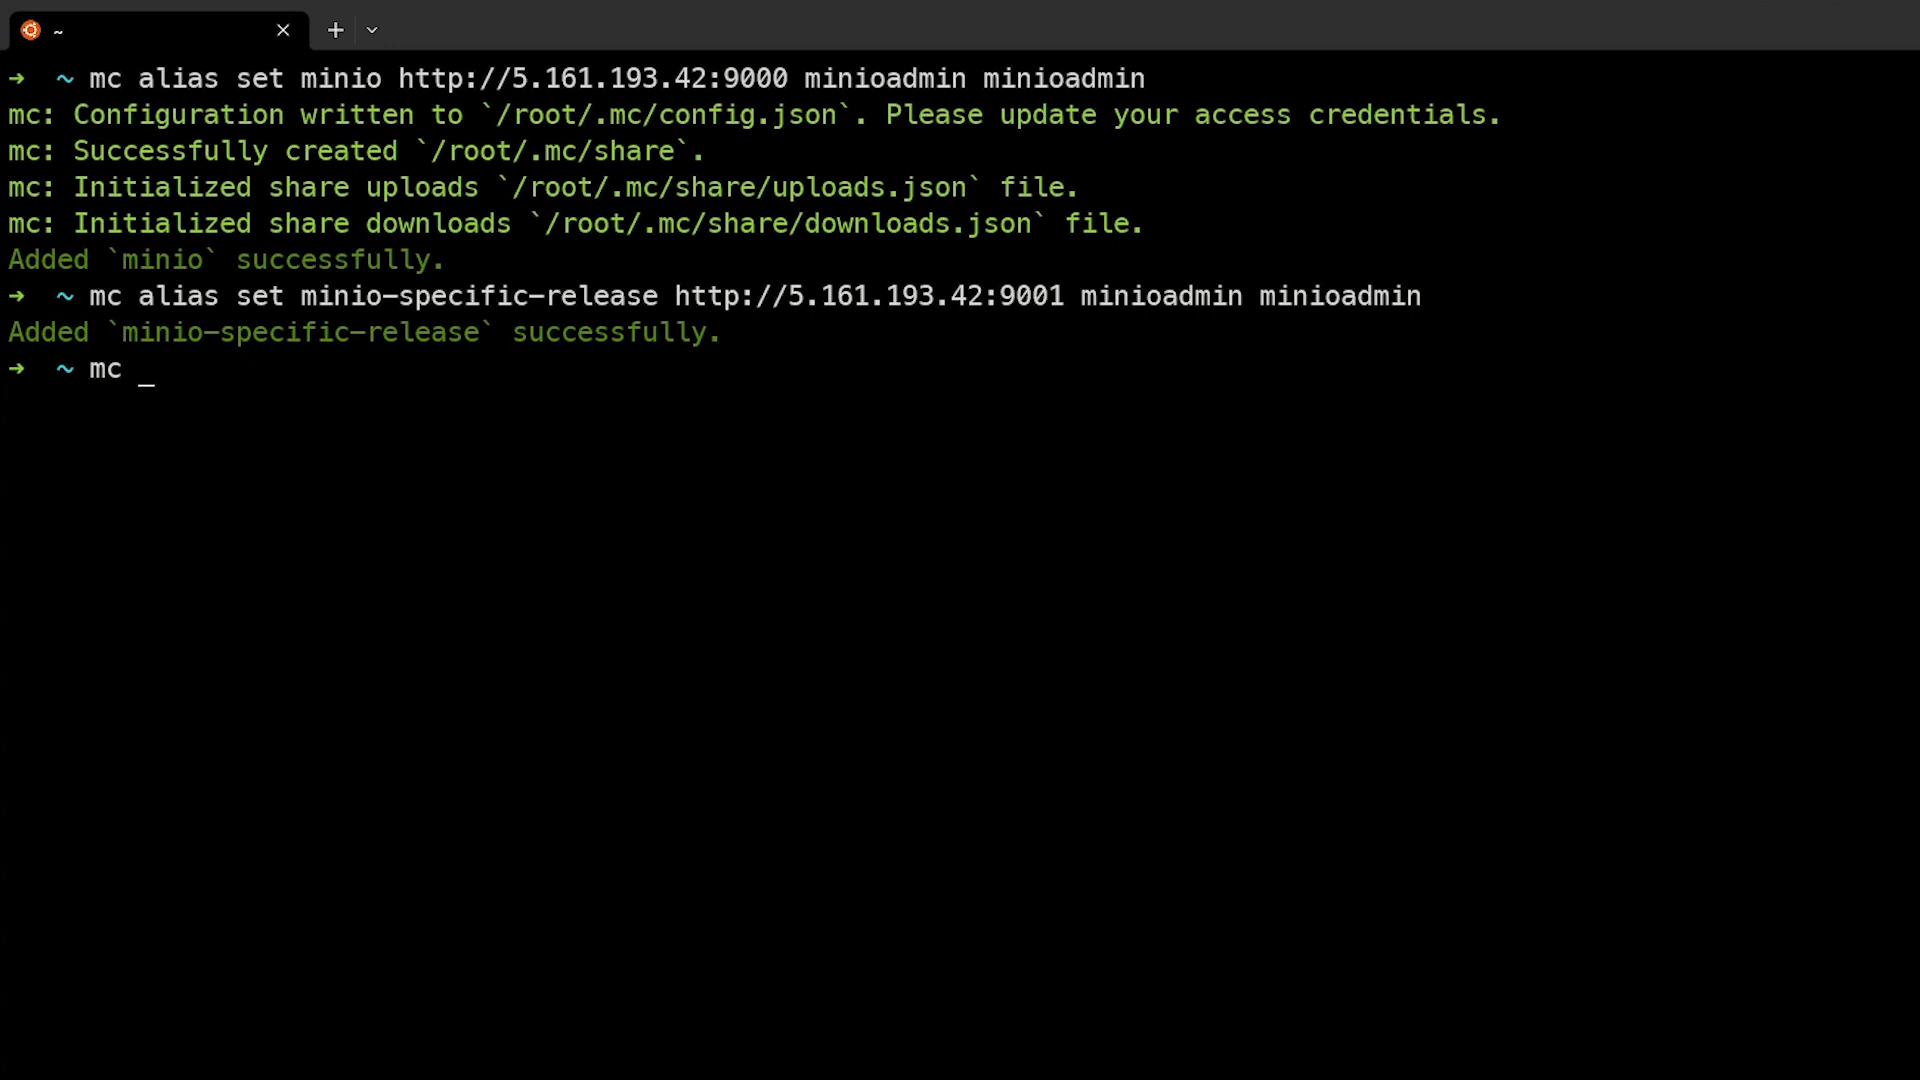 ~
➜ ~ mc alias set minio http://5.161.193.42:9000 minioadmin minioadmin
mc: Configuration written to `/root/.mc/config.json`. Please update your access credentials.
mc: Successfully created `/root/.mc/share`.
mc: Initialized share uploads `/root/.mc/share/uploads.json` file.
mc: Initialized share downloads `/root/.mc/share/downloads.json` file.
Added `minio` successfully.
➜ ~ mc alias set minio-specific-release http://5.161.193.42:9001 minioadmin minioadmin
Added `minio-specific-release` successfully.
➜ ~ mc _